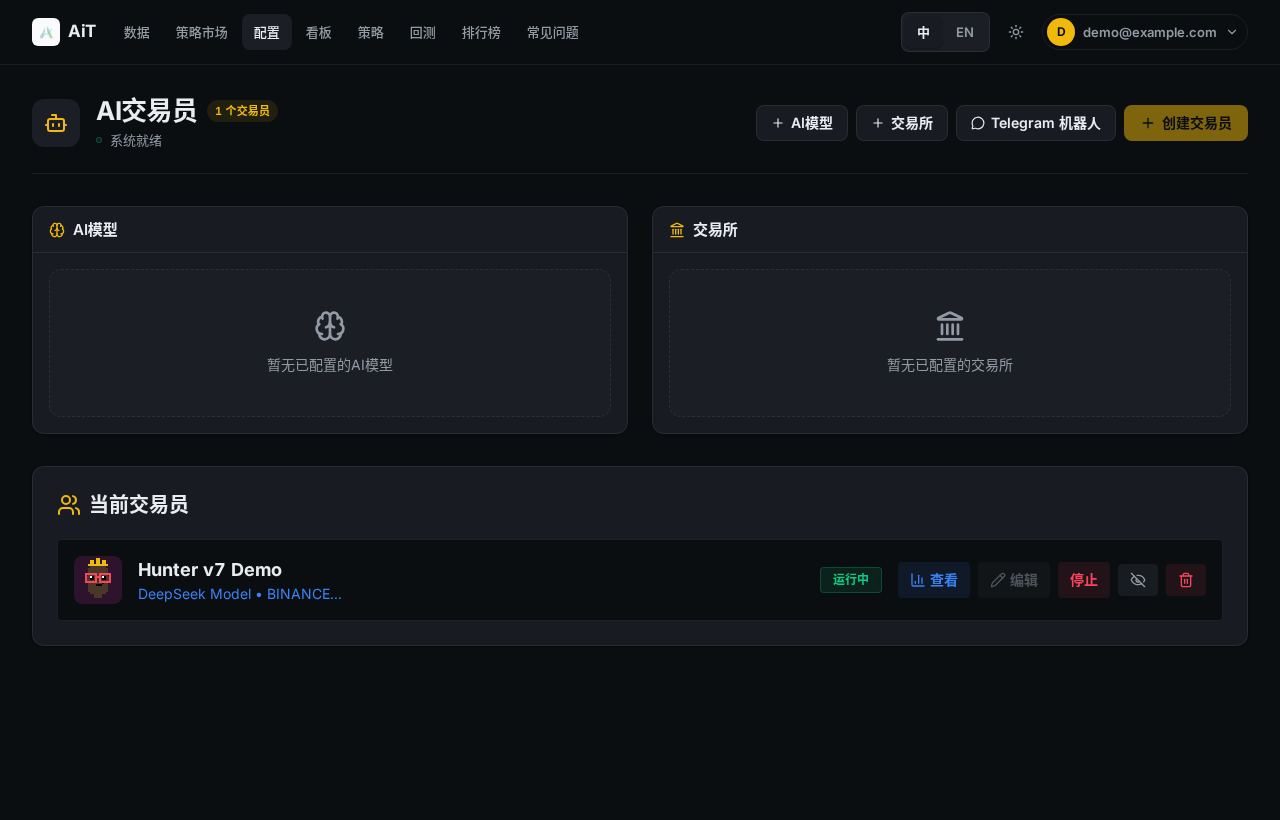 AiT 数据 策略市场 配置 看板 策略 回测 排行榜 常见问题 中 EN D demo@example.com
AI交易员 1 个交易员
系统就绪
AI模型 交易所 Telegram 机器人 创建交易员
AI模型
暂无已配置的AI模型
交易所
暂无已配置的交易所
当前交易员
Hunter v7 Demo
DeepSeek Model • BINANCE...
运行中 查看 编辑 停止